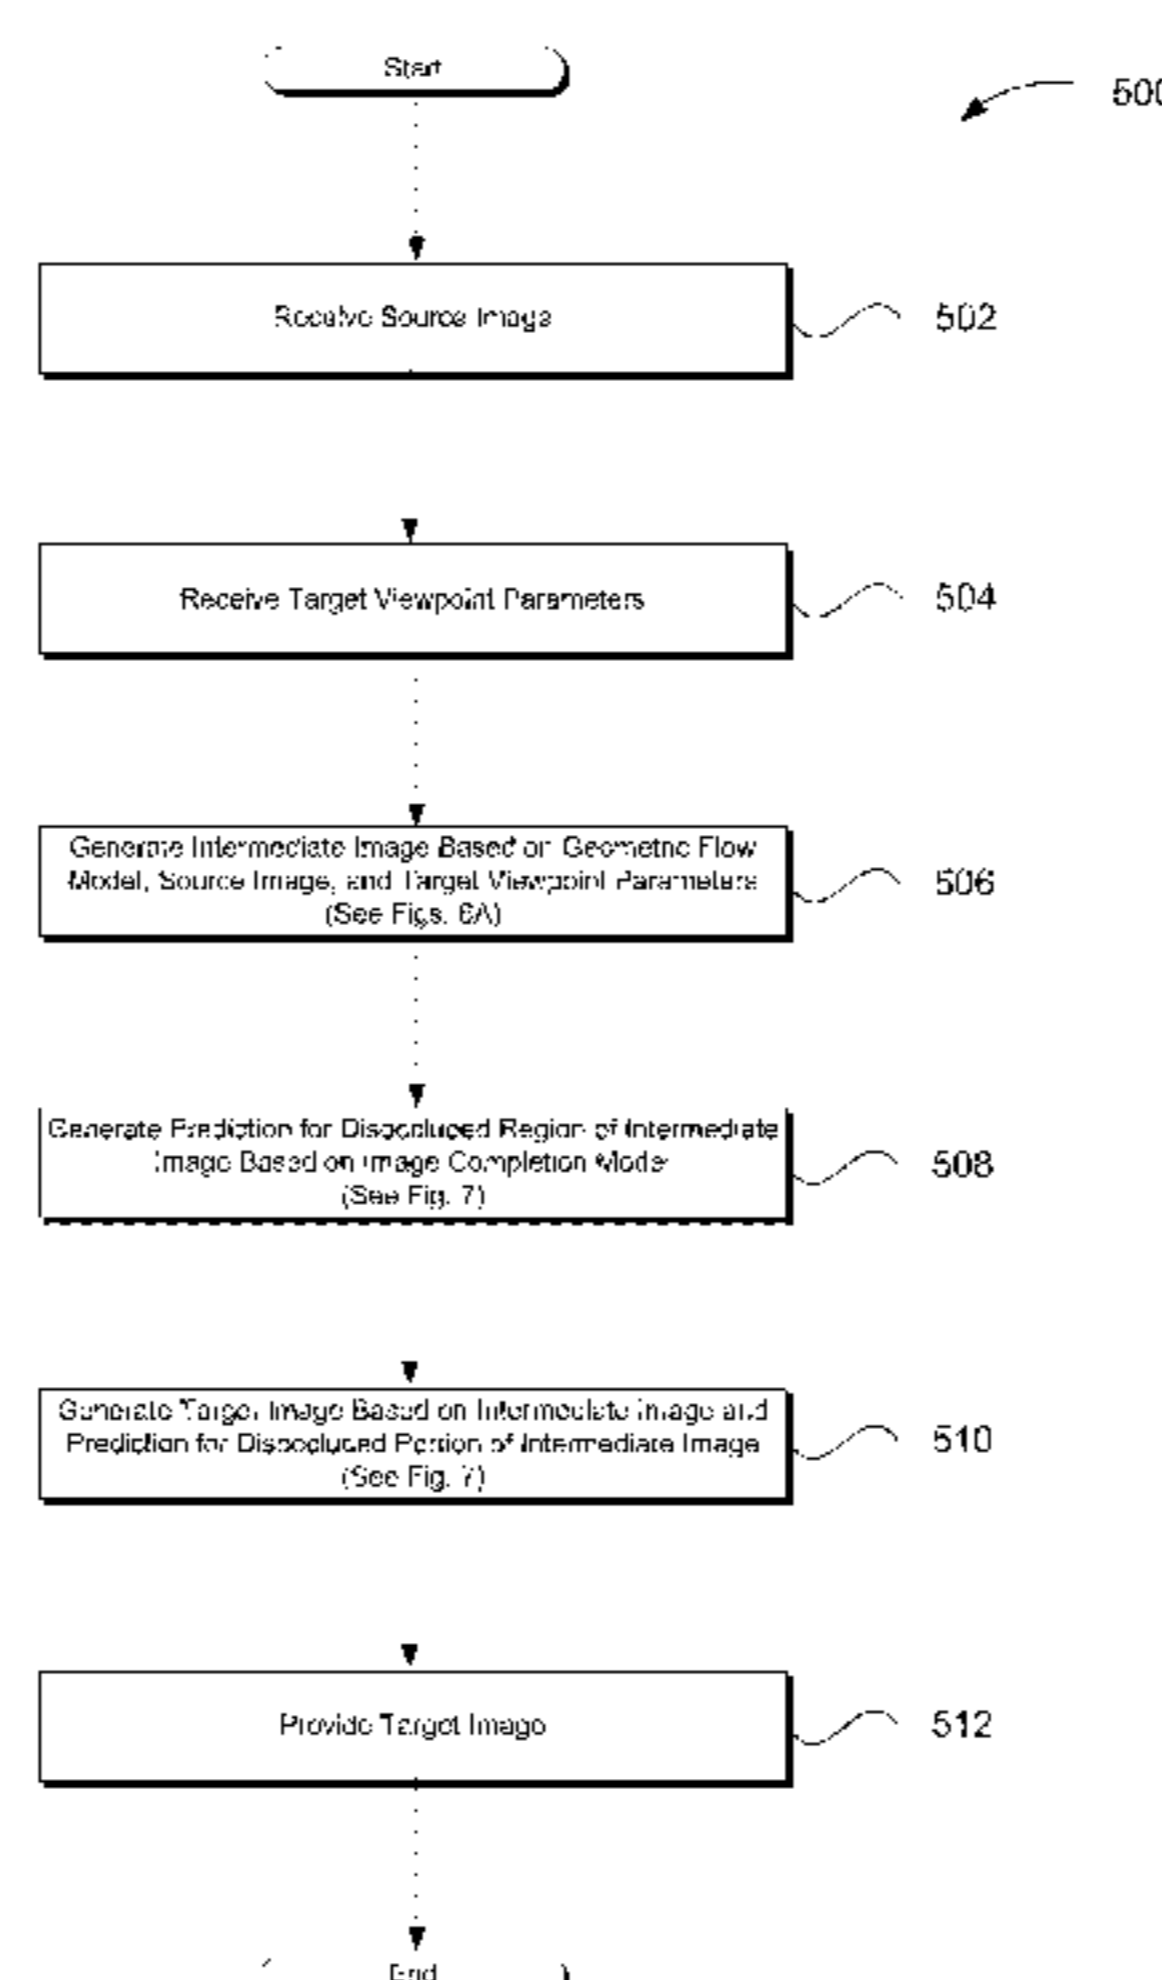 Start
500
Receive Source Image
502
Receive Target Viewpoint Parameters
504
Generate Intermediate Image Based on Geometric Flow
Model, Source Image, and Target Viewpoint Parameters
(See Figs. 6A)
506
Generate Prediction for Disoccluded Region of Intermediate
Image Based on Image Completion Model
(See Fig. 7)
508
Generate Target Image Based on Intermediate Image and
Prediction for Disoccluded Portion of Intermediate Image
(See Fig. 7)
510
Provide Target Image
512
End